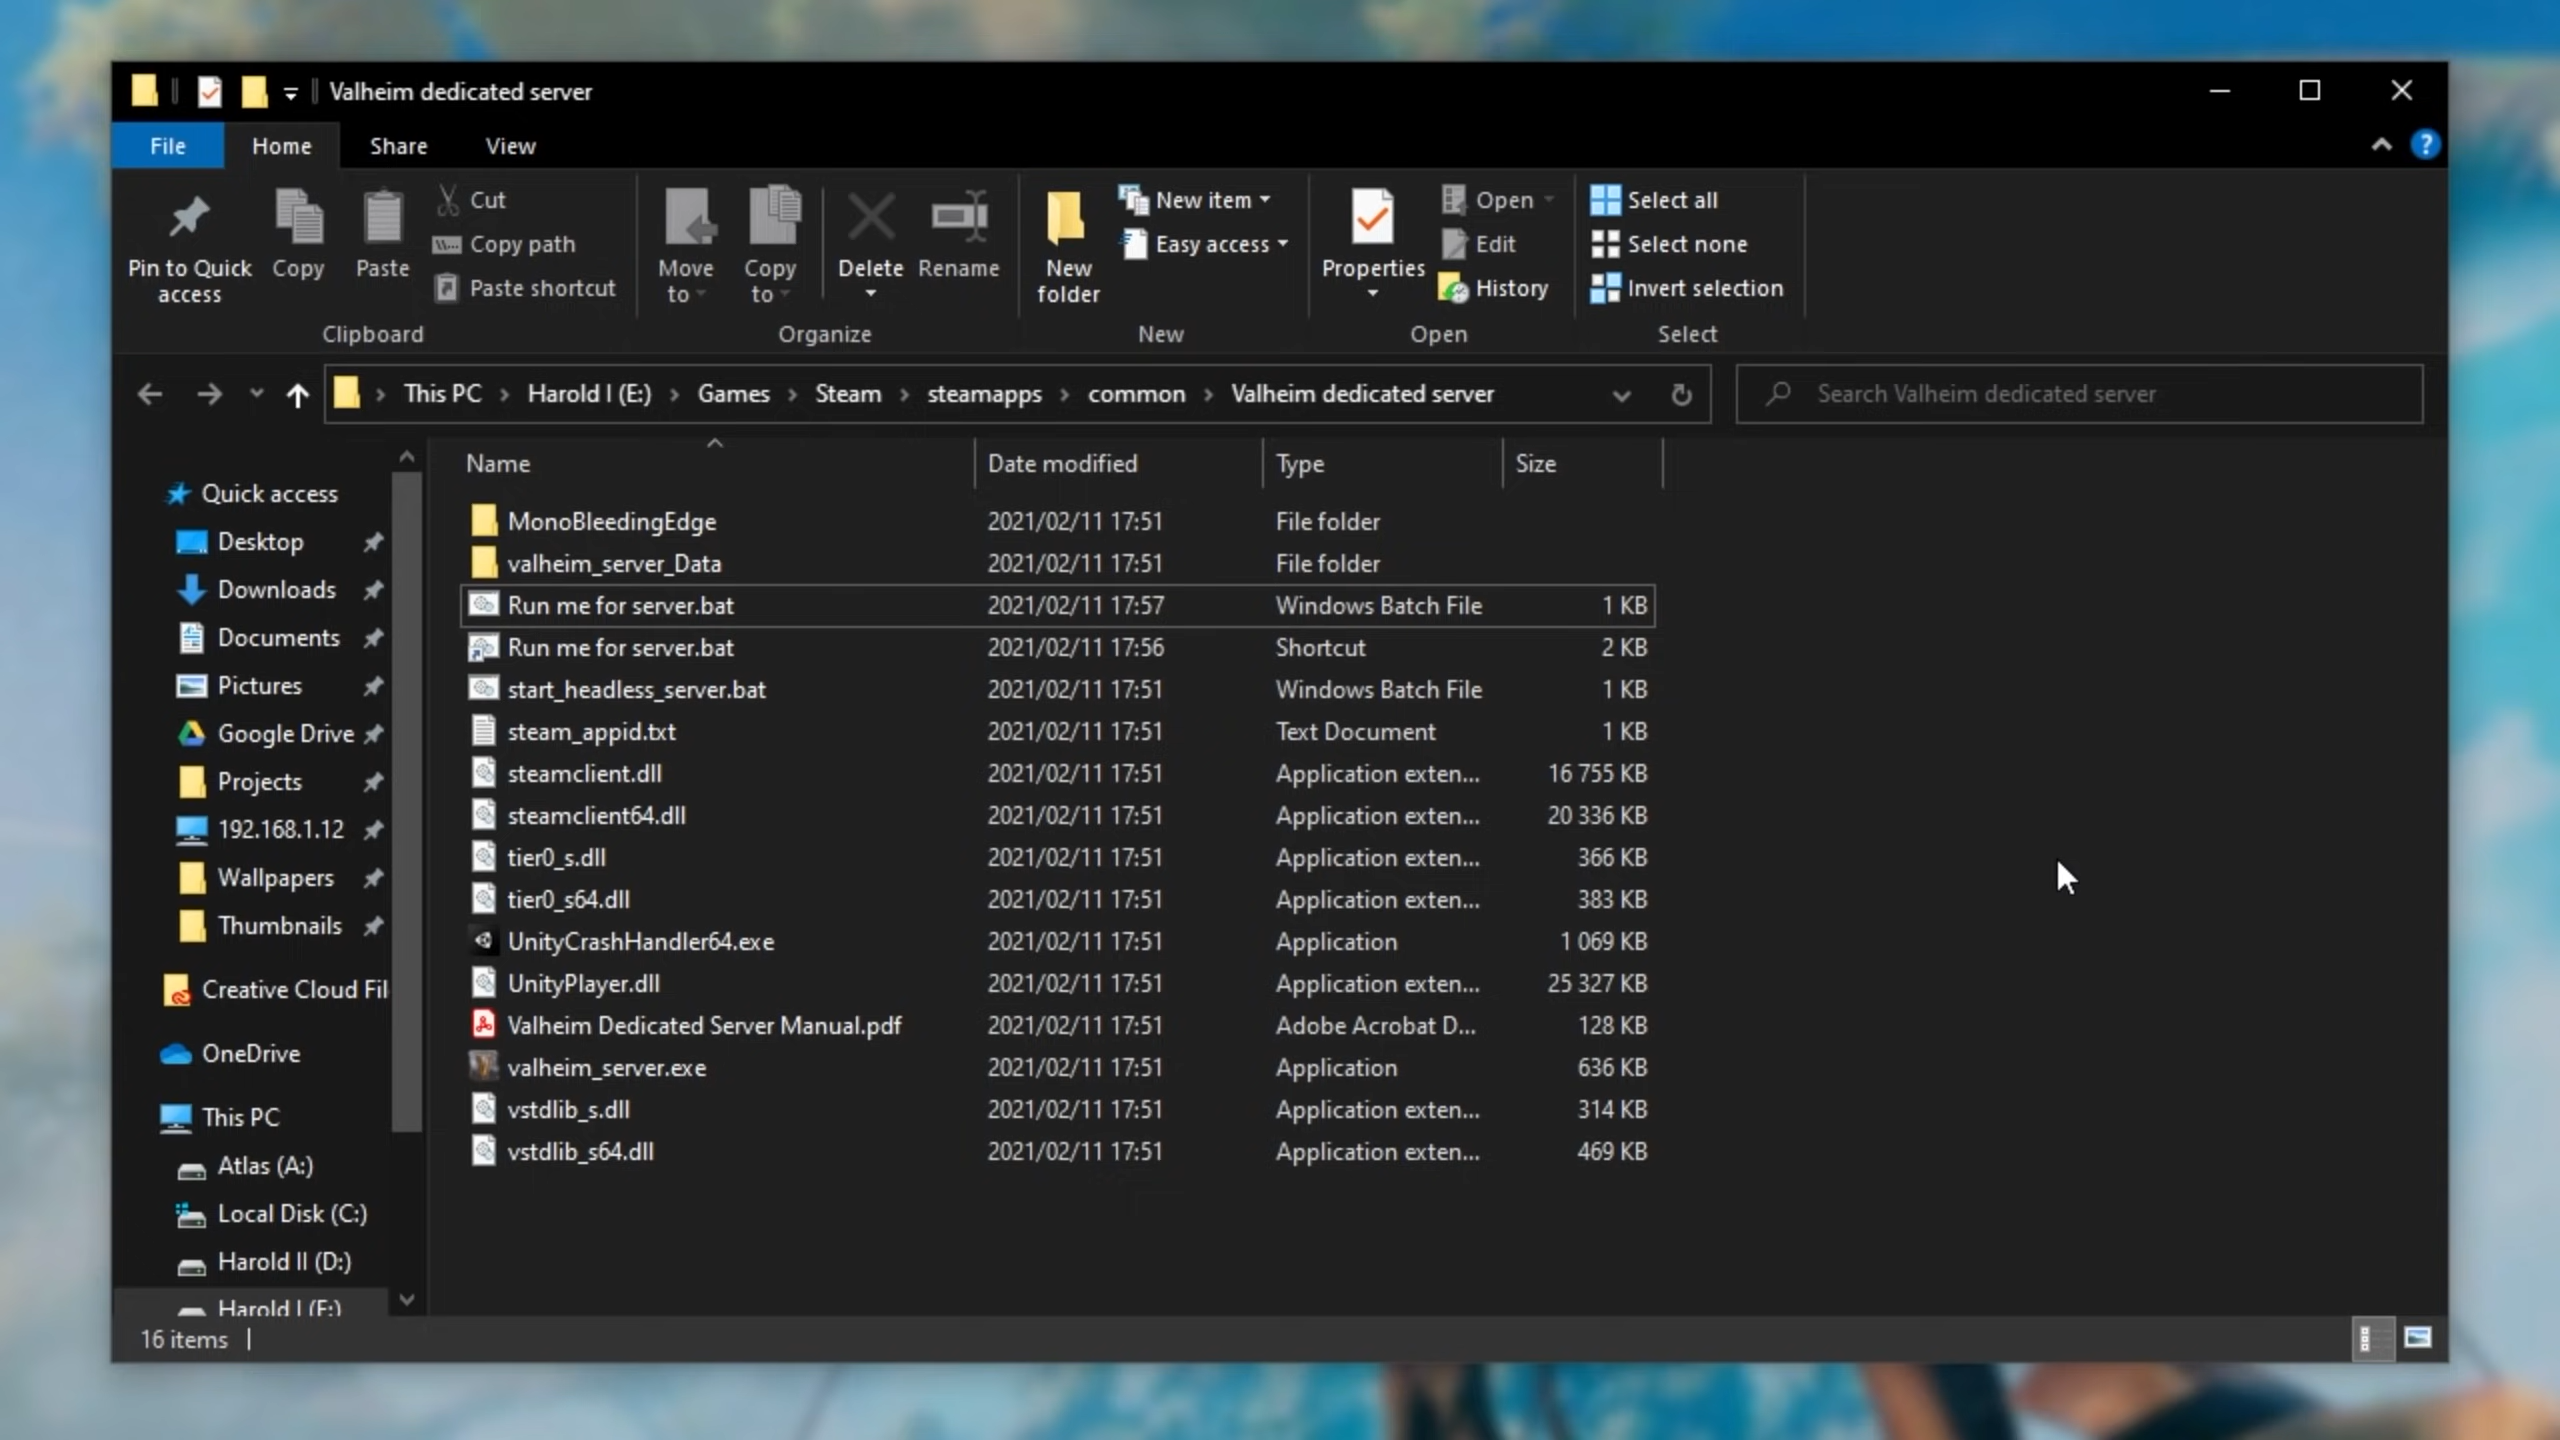 Valheim dedicated server
File Home Share View
Pin to Quick access
Copy
Paste
Cut
Copy path
Paste shortcut
Clipboard
Move to
Copy to
Delete
Rename
Organize
New folder
New item
Easy access
New
Properties
Open
Edit
History
Open
Select all
Select none
Invert selection
Select
This PC > Harold I (E:) > Games > Steam > steamapps > common > Valheim dedicated server
Search Valheim dedicated server
Quick access
Desktop
Downloads
Documents
Pictures
Google Drive
Projects
192.168.1.12
Wallpapers
Thumbnails
Creative Cloud Fil
OneDrive
This PC
Atlas (A:)
Local Disk (C:)
Harold II (D:)
Harold I (E:)
Name Date modified Type Size
MonoBleedingEdge 2021/02/11 17:51 File folder
valheim_server_Data 2021/02/11 17:51 File folder
Run me for server.bat 2021/02/11 17:57 Windows Batch File 1 KB
Run me for server.bat 2021/02/11 17:56 Shortcut 2 KB
start_headless_server.bat 2021/02/11 17:51 Windows Batch File 1 KB
steam_appid.txt 2021/02/11 17:51 Text Document 1 KB
steamclient.dll 2021/02/11 17:51 Application exten... 16 755 KB
steamclient64.dll 2021/02/11 17:51 Application exten... 20 336 KB
tier0_s.dll 2021/02/11 17:51 Application exten... 366 KB
tier0_s64.dll 2021/02/11 17:51 Application exten... 383 KB
UnityCrashHandler64.exe 2021/02/11 17:51 Application 1 069 KB
UnityPlayer.dll 2021/02/11 17:51 Application exten... 25 327 KB
Valheim Dedicated Server Manual.pdf 2021/02/11 17:51 Adobe Acrobat D... 128 KB
valheim_server.exe 2021/02/11 17:51 Application 636 KB
vstdlib_s.dll 2021/02/11 17:51 Application exten... 314 KB
vstdlib_s64.dll 2021/02/11 17:51 Application exten... 469 KB
16 items